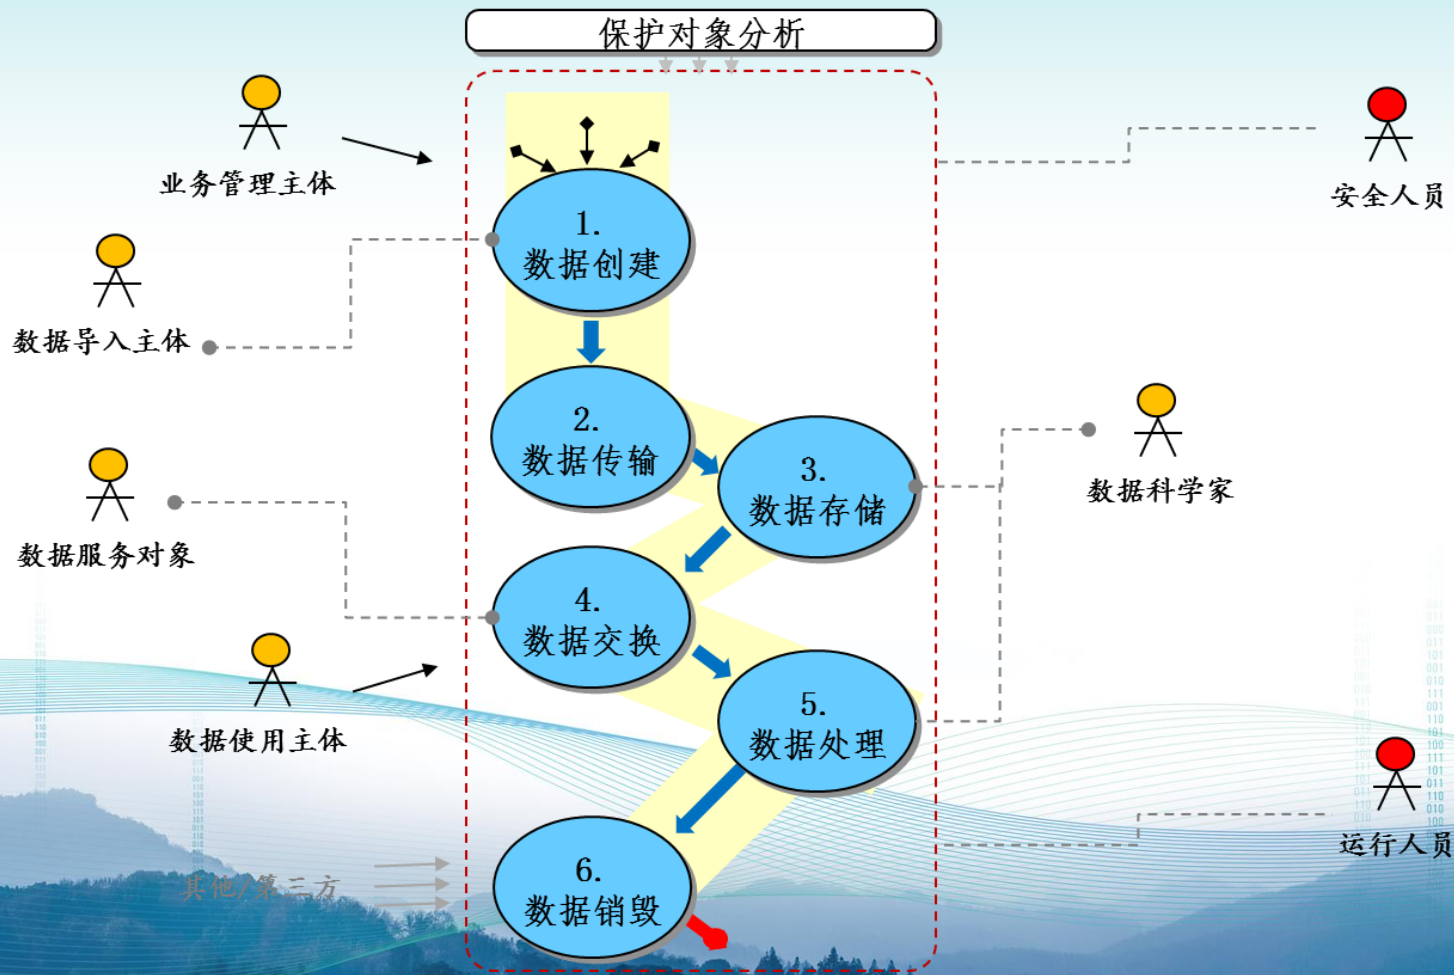 保护对象分析
业务管理主体
安全人员
1.
数据创建
数据导入主体
2.
数据传输
3.
数据存储
数据科学家
数据服务对象
4.
数据交换
数据使用主体
5.
数据处理
运行人员
其他/第三方
6.
数据销毁